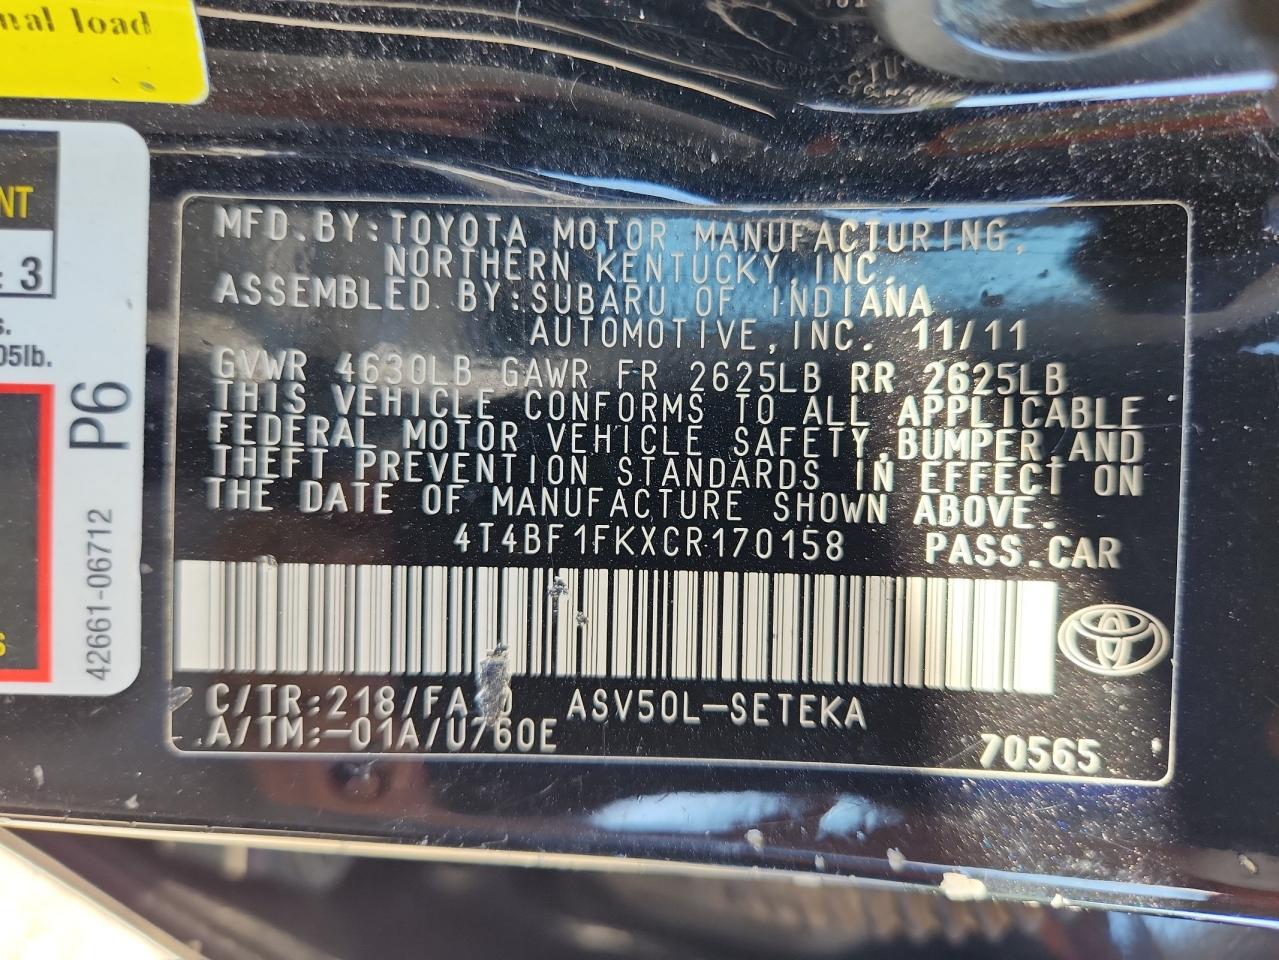 nal load
NT
: 3
s.
05lb.
P6
42661-06712
S
MFD.BY:TOYOTA MOTOR MANUFACTURING,
NORTHERN KENTUCKY,INC.
ASSEMBLED BY:SUBARU OF INDIANA
AUTOMOTIVE,INC. 11/11
GVWR 4630LB GAWR FR 2625LB RR 2625LB
THIS VEHICLE CONFORMS TO ALL APPLICABLE
FEDERAL MOTOR VEHICLE SAFETY,BUMPER,AND
THEFT PREVENTION STANDARDS IN EFFECT ON
THE DATE OF MANUFACTURE SHOWN ABOVE.
4T4BF1FKXCR170158 PASS.CAR
C/TR:218/FA 0 ASV50L-SETEKA
A/TM:-01A/U760E
70565